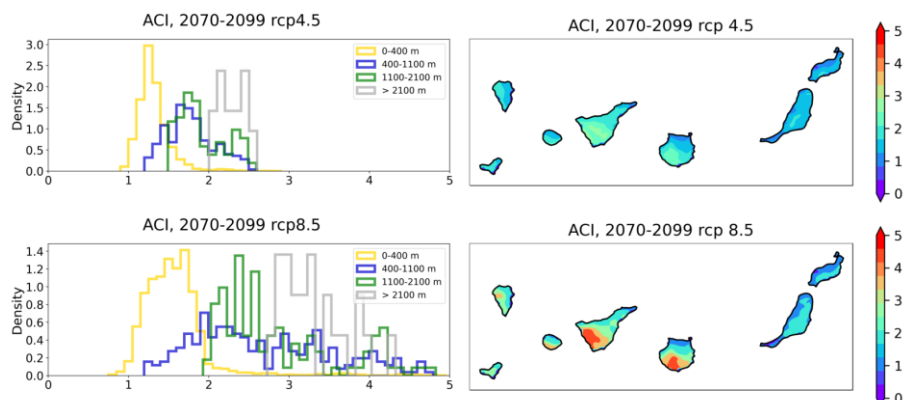 ACI, 2070-2099 rcp4.5
Density
3.0
2.5
2.0
1.5
1.0
0.5
0.0
0 1 2 3 4 5
0-400 m
400-1100 m
1100-2100 m
> 2100 m
ACI, 2070-2099 rcp 4.5
5
4
3
2
1
0
ACI, 2070-2099 rcp8.5
Density
1.4
1.2
1.0
0.8
0.6
0.4
0.2
0.0
0 1 2 3 4 5
0-400 m
400-1100 m
1100-2100 m
> 2100 m
ACI, 2070-2099 rcp 8.5
5
4
3
2
1
0